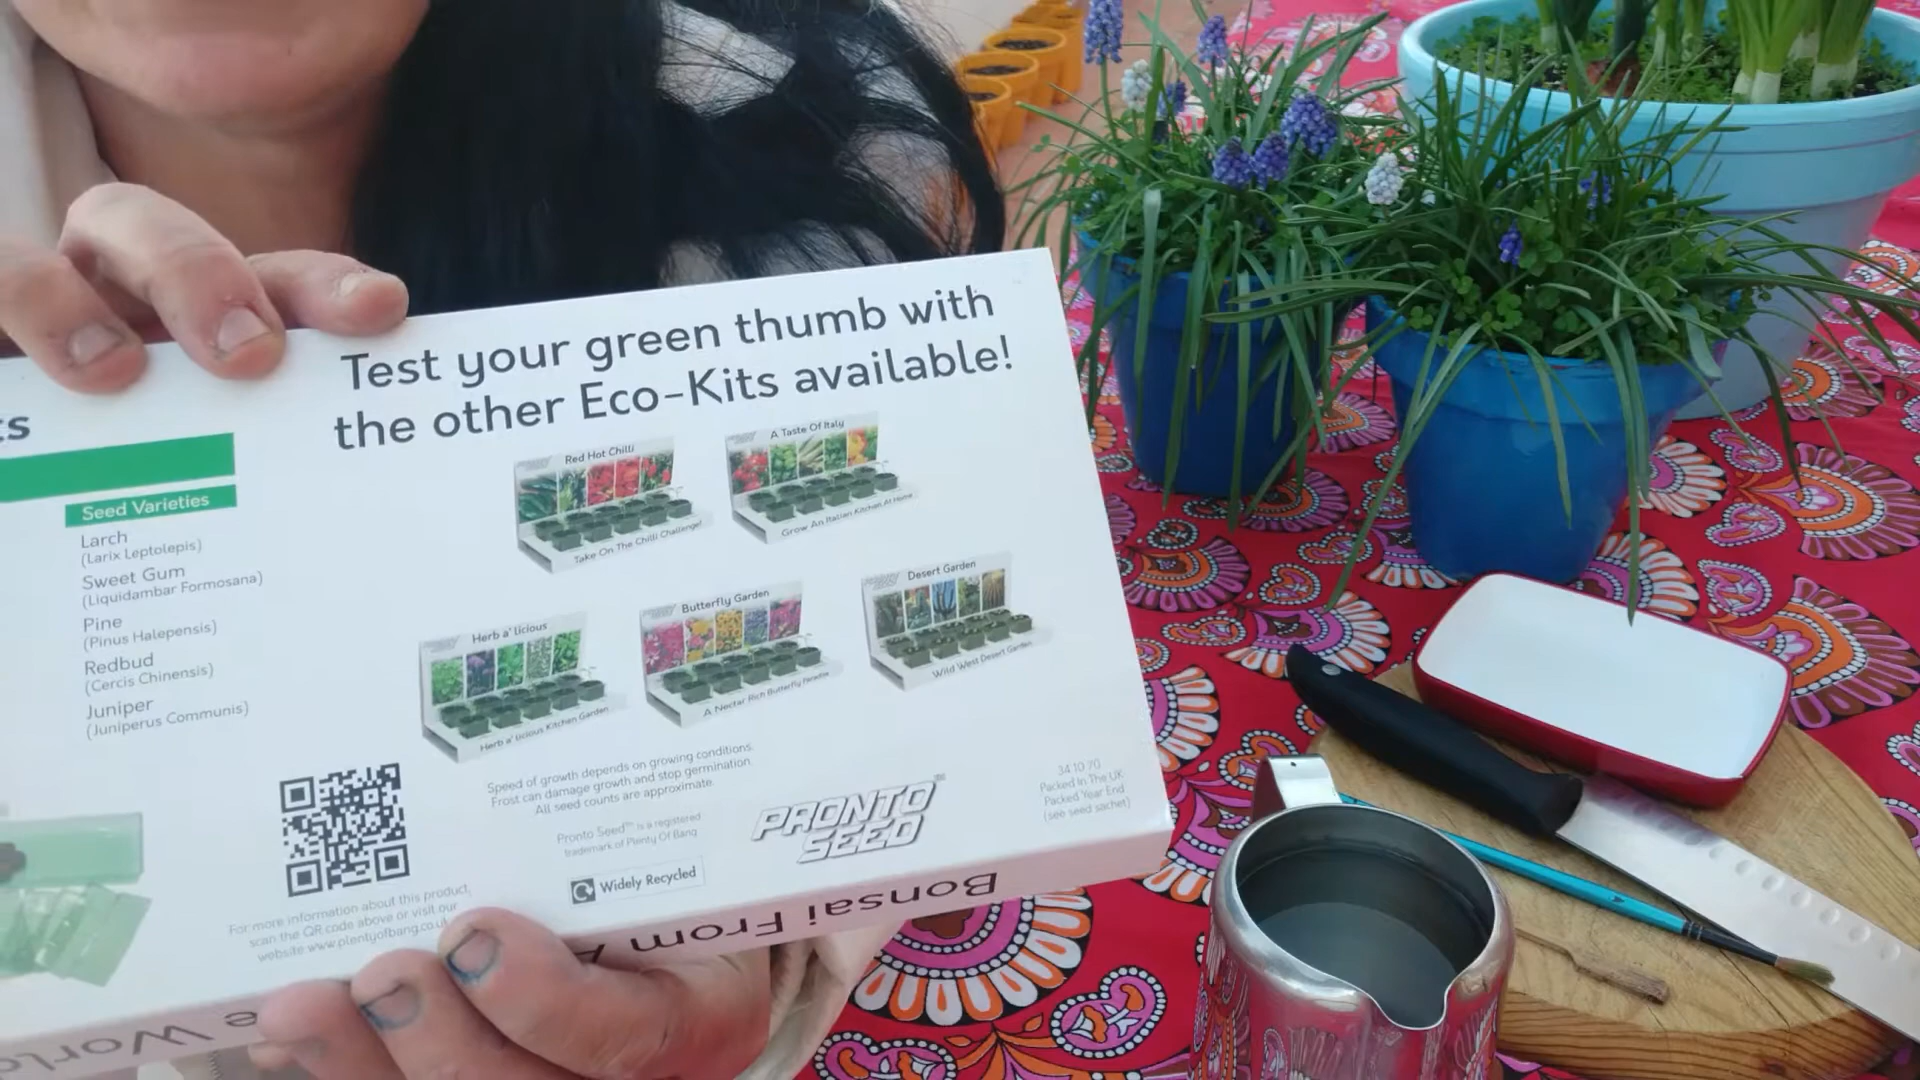 ts
Test your green thumb with
the other Eco-Kits available!
Seed Varieties
Larch
(Larix Leptolepis)
Sweet Gum
(Liquidambar Formosana)
Pine
(Pinus Halepensis)
Redbud
(Cercis Chinensis)
Juniper
(Juniperus Communis)
Red Hot Chilli
Take On The Chilli Challenge!
A Taste Of Italy
Grow An Italian Kitchen At Home
Herb a' licious
Herb a' licious Kitchen Garden
Butterfly Garden
A Nectar Rich Butterfly Paradise
Desert Garden
Wild West Desert Garden
Speed of growth depends on growing conditions.
Frost can damage growth and stop germination.
All seed counts are approximate.
Pronto Seed™ is a registered
trademark of Plenty Of Bang
Widely Recycled
PRONTO
SEED
34 10 70
Packed In The UK
Packed Year End
(see seed sachet)
For more information about this product,
scan the QR code above or visit our
website www.plentyofbang.co.uk
Bonsai From A
e World